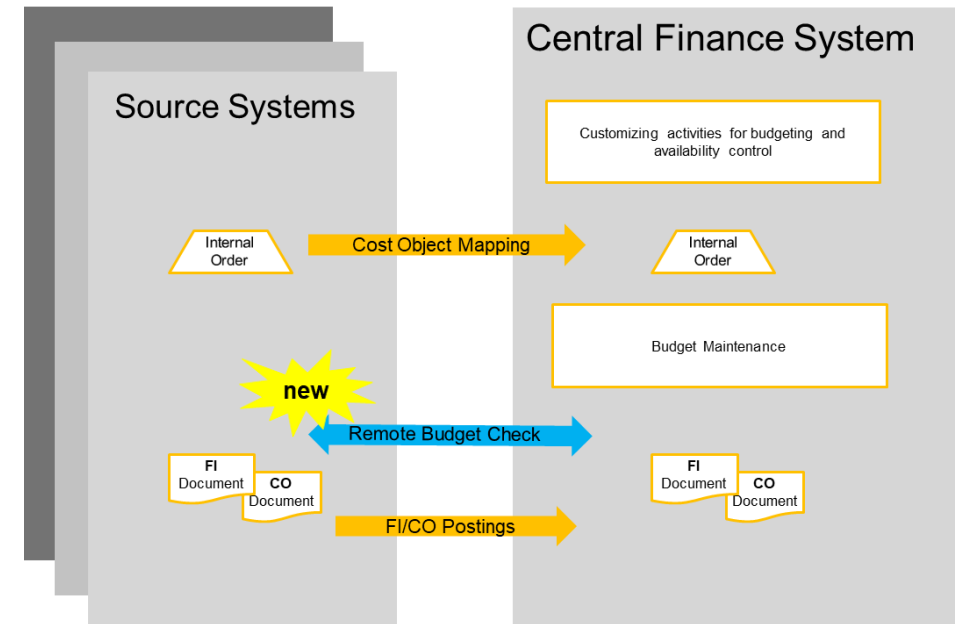 Central Finance System
Source Systems
Customizing activities for budgeting and
availability control
Internal
Order
Cost Object Mapping
Internal
Order
Budget Maintenance
new
Remote Budget Check
FI
Document
CO
Document
FI
Document
CO
Document
FI/CO Postings